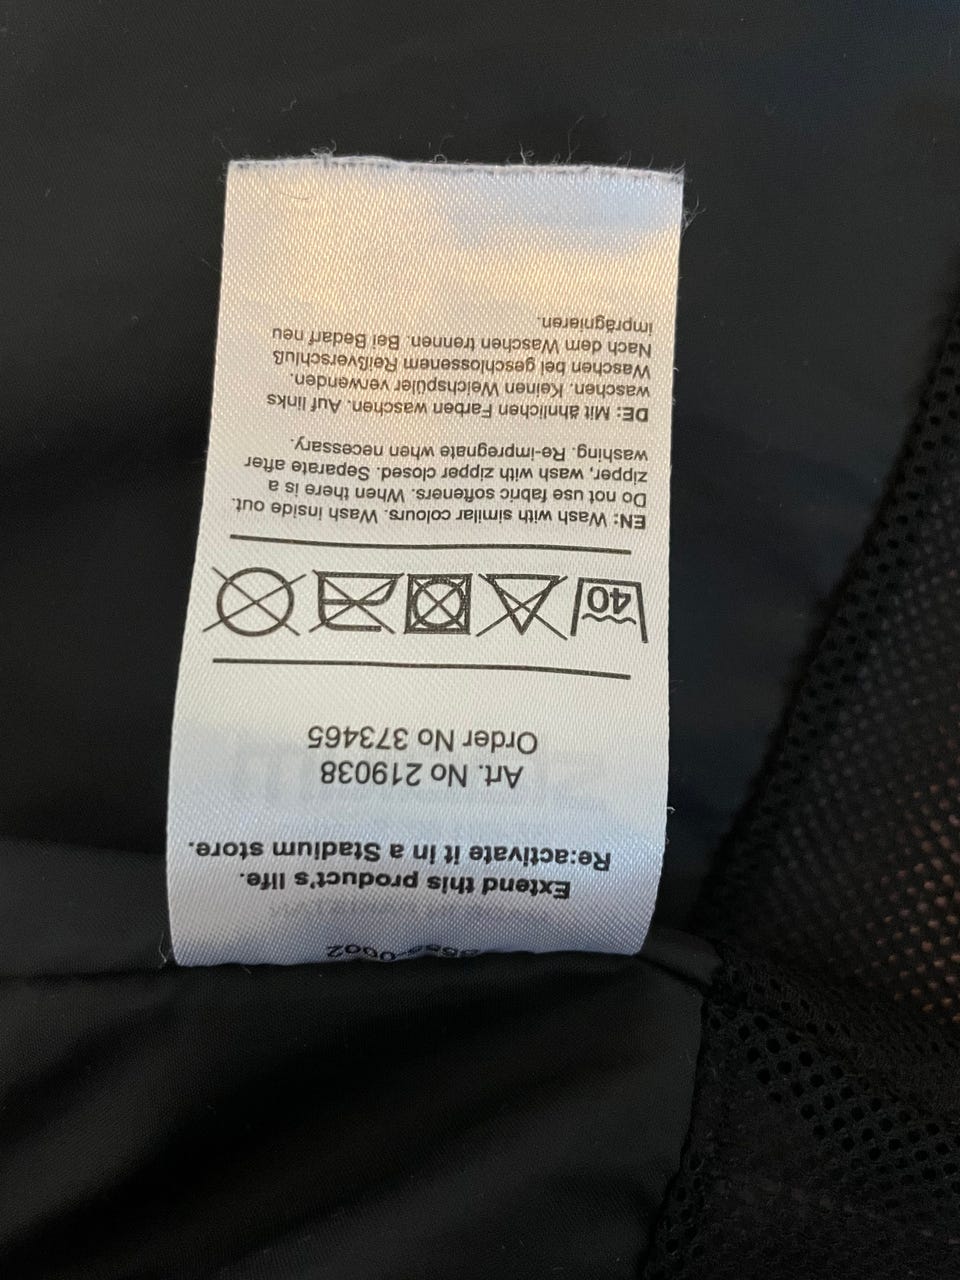 Extend this product's life.
Re:activate it in a Stadium store.
Art. No 219038
Order No 373465
40
EN: Wash with similar colours. Wash inside out.
Do not use fabric softeners. When there is a
zipper, wash with zipper closed. Separate after
washing. Re-impregnate when necessary.
DE: Mit ähnlichen Farben waschen. Auf links
waschen. Keinen Weichspüler verwenden.
Waschen bei geschlossenem Reißverschluß
Nach dem Waschen trennen. Bei Bedarf neu
imprägnieren.